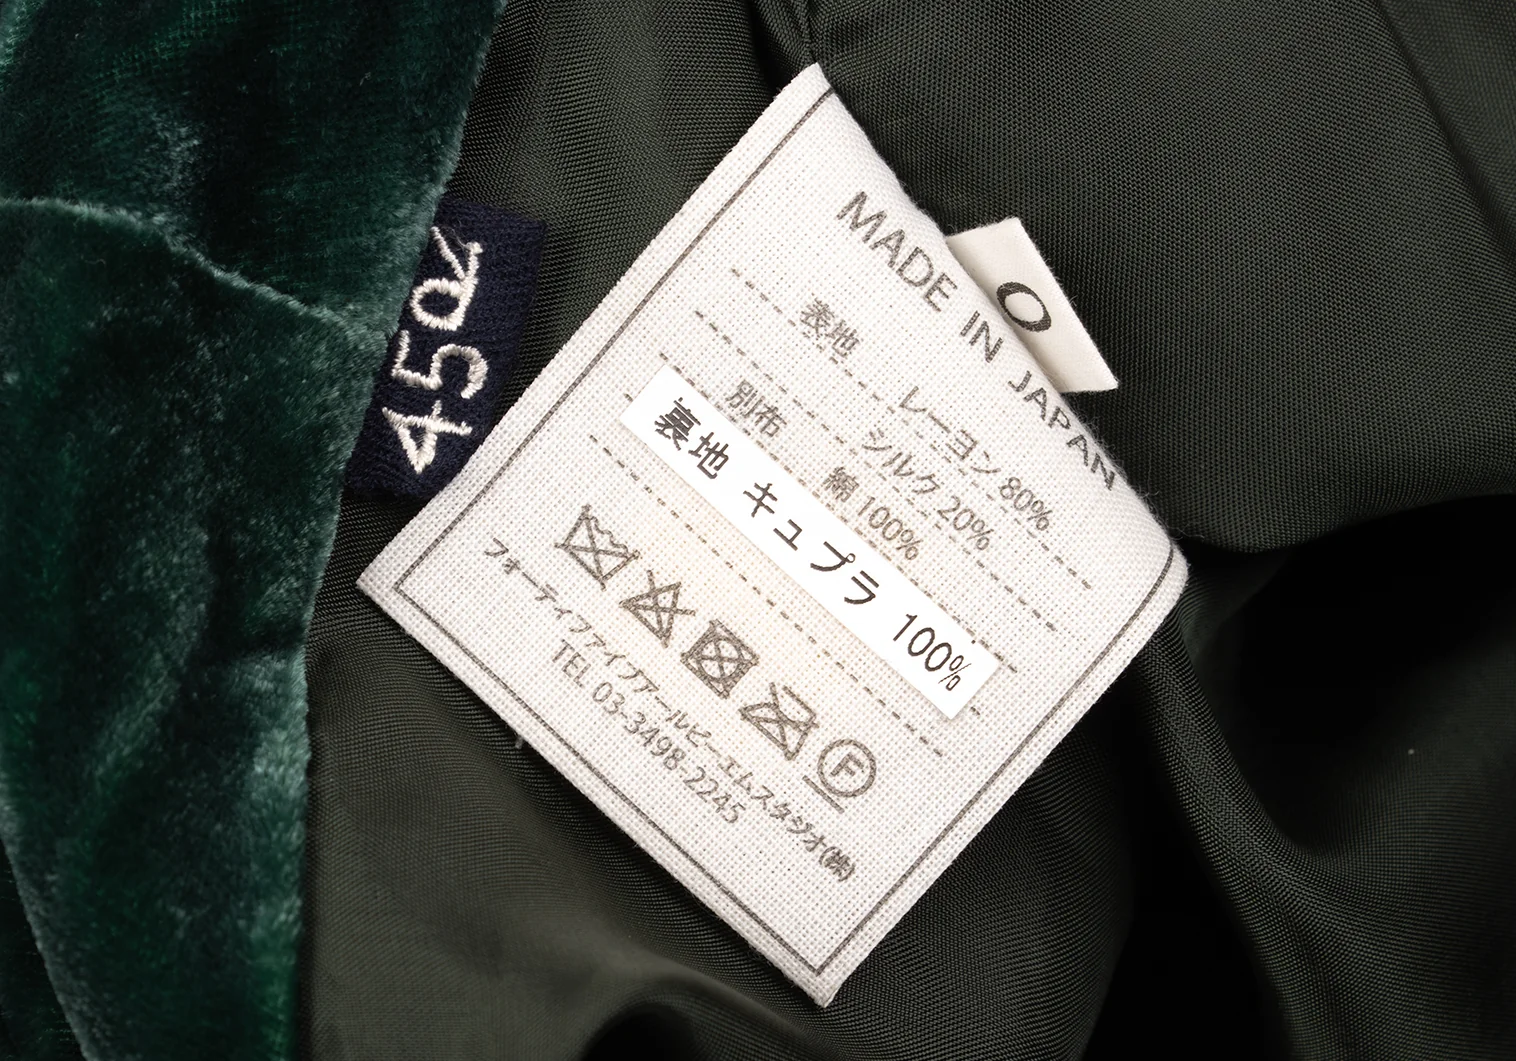 MADE IN JAPAN
表地 レーヨン 80%
シルク 20%
別布 綿 100%
裏地 キュプラ 100%
F
フォーティファイブアールピーエムスタジオ(株)
TEL 03-3498-2245
O
45R